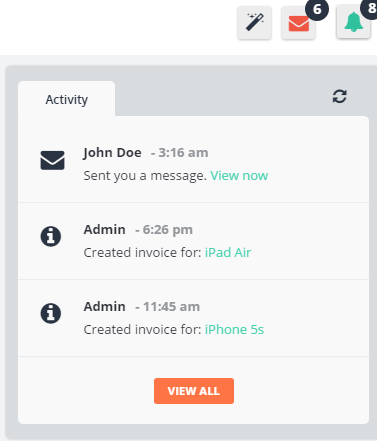 6
8
Activity
John Doe - 3:16 am
Sent you a message. View now
Admin - 6:26 pm
Created invoice for: iPad Air
Admin - 11:45 am
Created invoice for: iPhone 5s
VIEW ALL